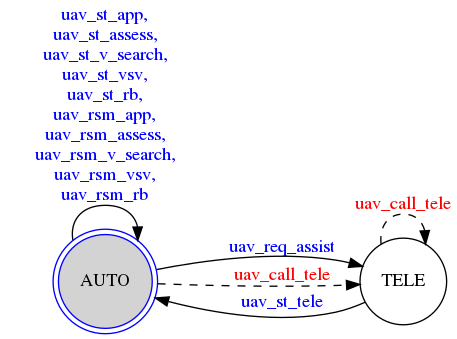 uav_st_app,
uav_st_assess,
uav_st_v_search,
uav_st_vsv,
uav_st_rb,
uav_rsm_app,
uav_rsm_assess,
uav_rsm_v_search,
uav_rsm_vsv,
uav_rsm_rb
uav_call_tele
uav_req_assist
uav_call_tele
uav_st_tele
AUTO
TELE